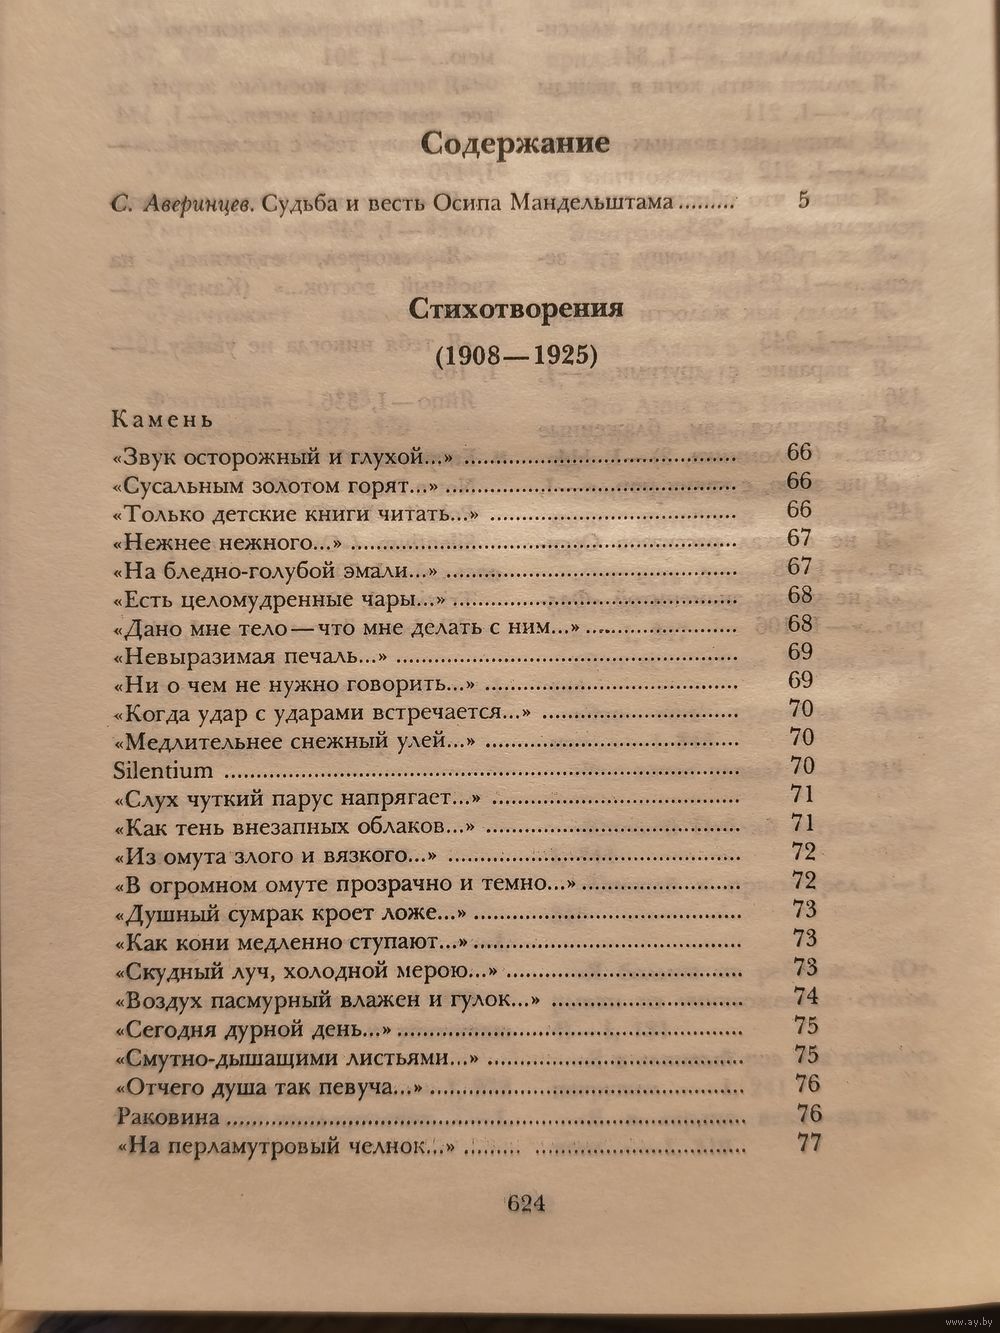 Содержание
С. Аверинцев. Судьба и весть Осипа Мандельштама......... 5
Стихотворения
(1908—1925)
Камень
«Звук осторожный и глухой...» ........................................ 66
«Сусальным золотом горят...» ........................................ 66
«Только детские книги читать...» ........................................ 66
«Нежнее нежного...» ........................................ 67
«На бледно-голубой эмали...» ........................................ 67
«Есть целомудренные чары...» ........................................ 68
«Дано мне тело—что мне делать с ним...» ........................ 68
«Невыразимая печаль...» ........................................ 69
«Ни о чем не нужно говорить...» ........................................ 69
«Когда удар с ударами встречается...» .............................. 70
«Медлительнее снежный улей...» ........................................ 70
Silentium ........................................ 70
«Слух чуткий парус напрягает...» ........................................ 71
«Как тень внезапных облаков...» ........................................ 71
«Из омута злого и вязкого...» ........................................ 72
«В огромном омуте прозрачно и темно...» ........................ 72
«Душный сумрак кроет ложе...» ........................................ 73
«Как кони медленно ступают...» ........................................ 73
«Скудный луч, холодной мерою...» ........................................ 73
«Воздух пасмурный влажен и гулок...» .............................. 74
«Сегодня дурной день...» ........................................ 75
«Смутно-дышащими листьями...» ........................................ 75
«Отчего душа так певуча...» ........................................ 76
Раковина ........................................ 76
«На перламутровый челнок...» ......... ................................ 77
624
www.ay.by